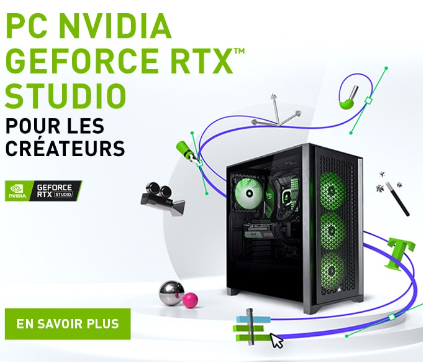 PC NVIDIA
GEFORCE RTX™
STUDIO
POUR LES
CRÉATEURS
NVIDIA
GEFORCE
RTX STUDIO
EN SAVOIR PLUS